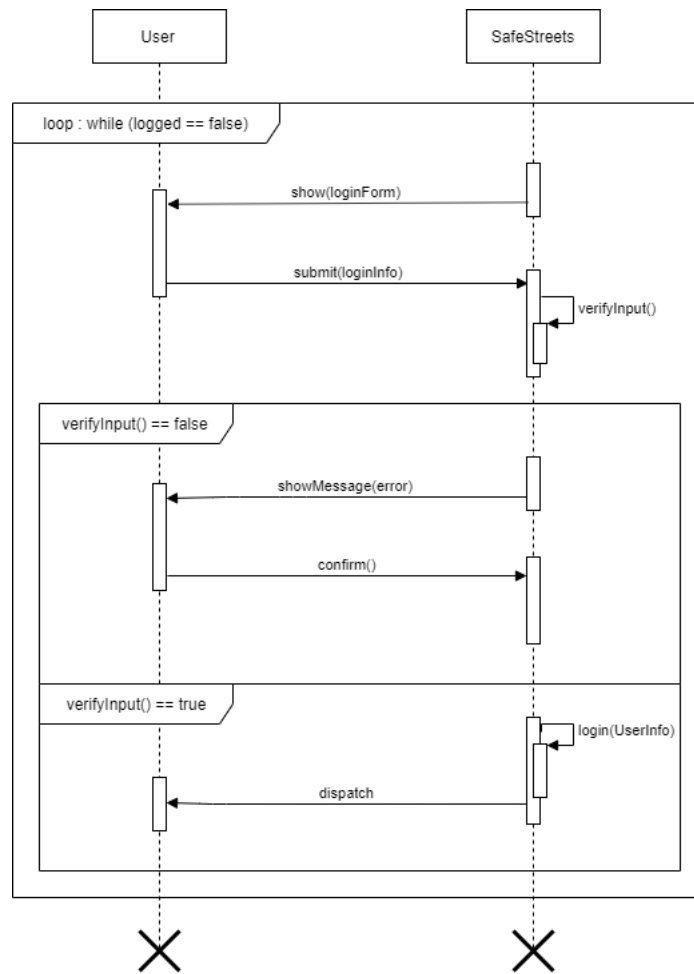 User
SafeStreets
loop : while (logged == false)
show(loginForm)
submit(loginInfo)
verifyInput()
verifyInput() == false
showMessage(error)
confirm()
verifyInput() == true
login(UserInfo)
dispatch